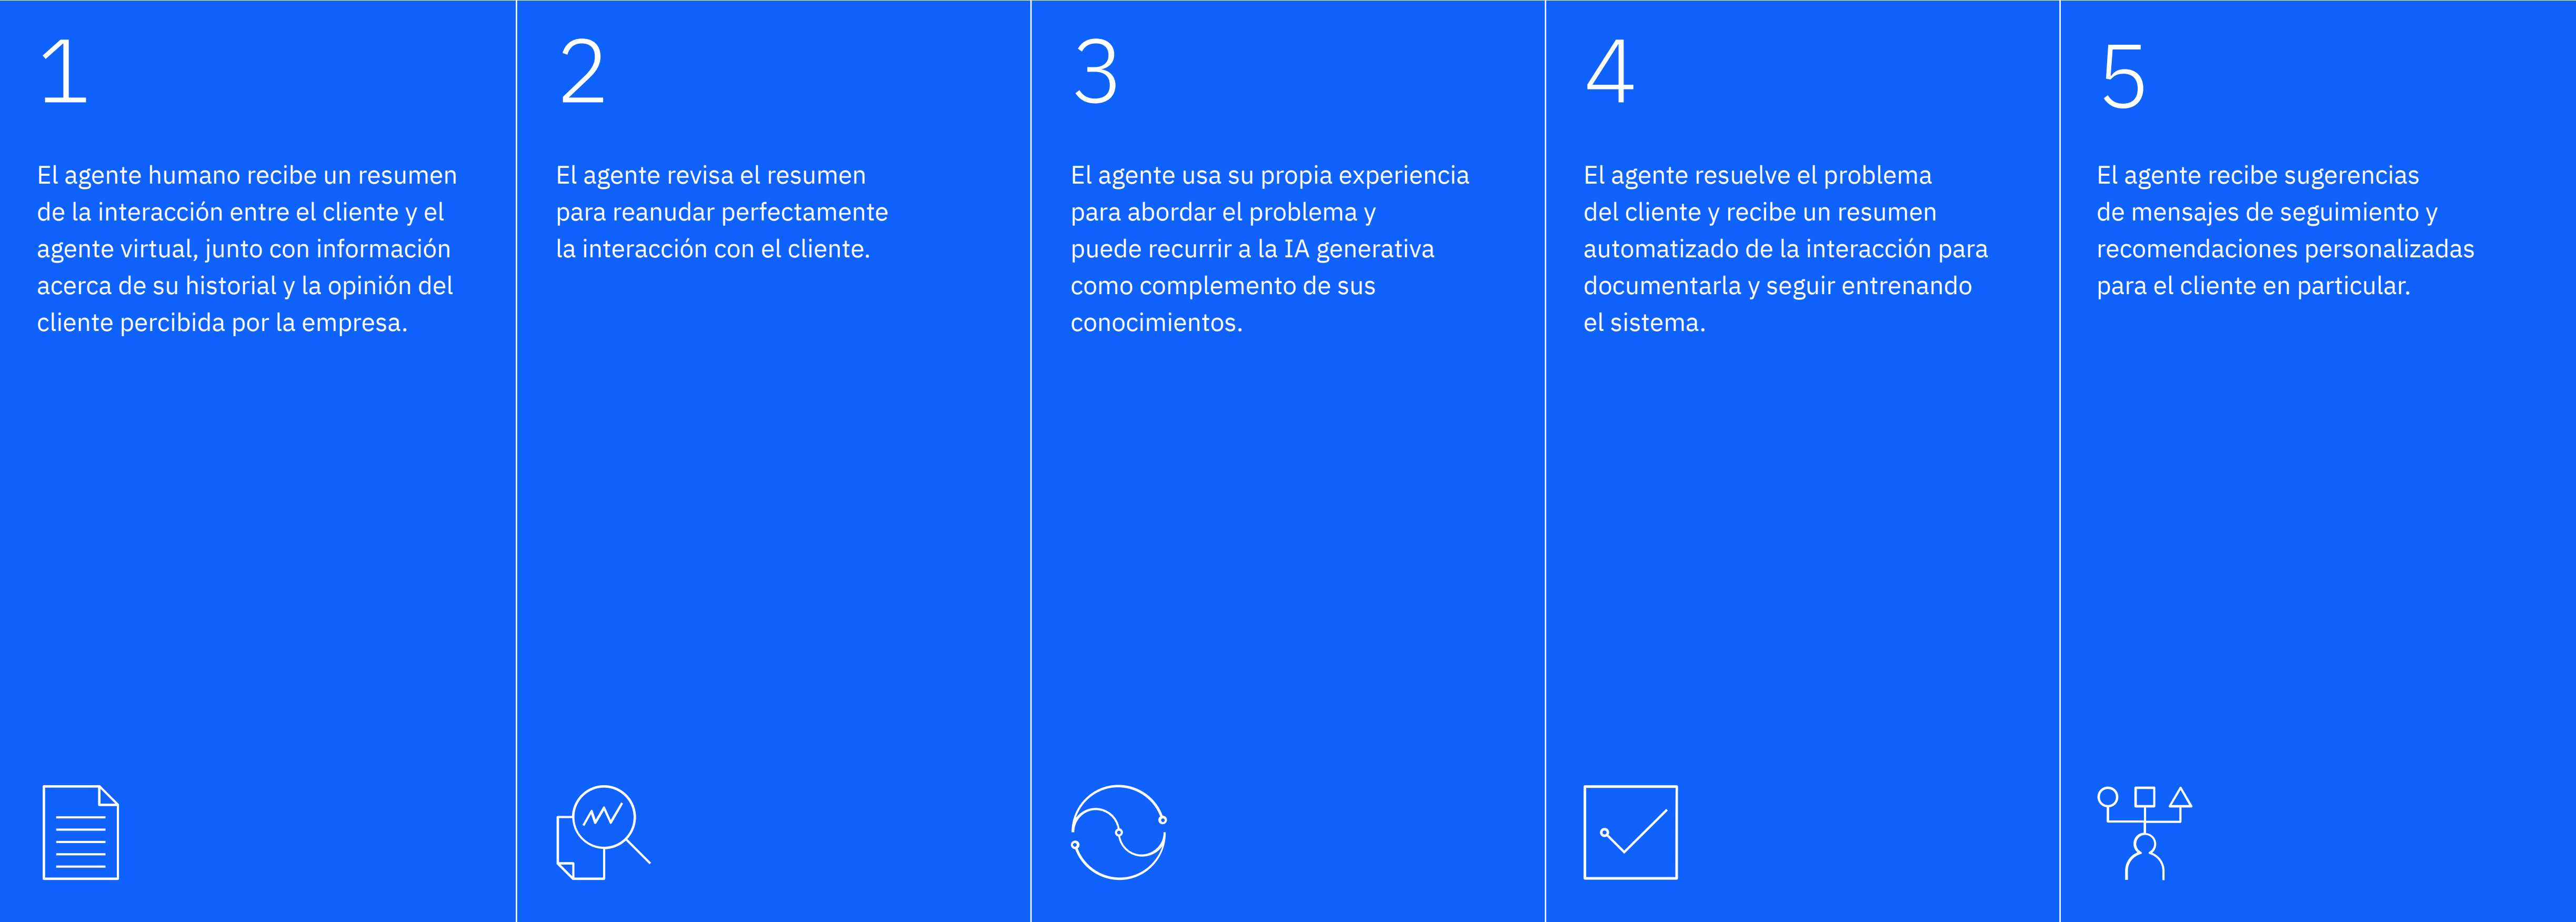 1
El agente humano recibe un resumen
de la interacción entre el cliente y el
agente virtual, junto con información
acerca de su historial y la opinión del
cliente percibida por la empresa.
2
El agente revisa el resumen
para reanudar perfectamente
la interacción con el cliente.
3
El agente usa su propia experiencia
para abordar el problema y
puede recurrir a la IA generativa
como complemento de sus
conocimientos.
4
El agente resuelve el problema
del cliente y recibe un resumen
automatizado de la interacción para
documentarla y seguir entrenando
el sistema.
5
El agente recibe sugerencias
de mensajes de seguimiento y
recomendaciones personalizadas
para el cliente en particular.